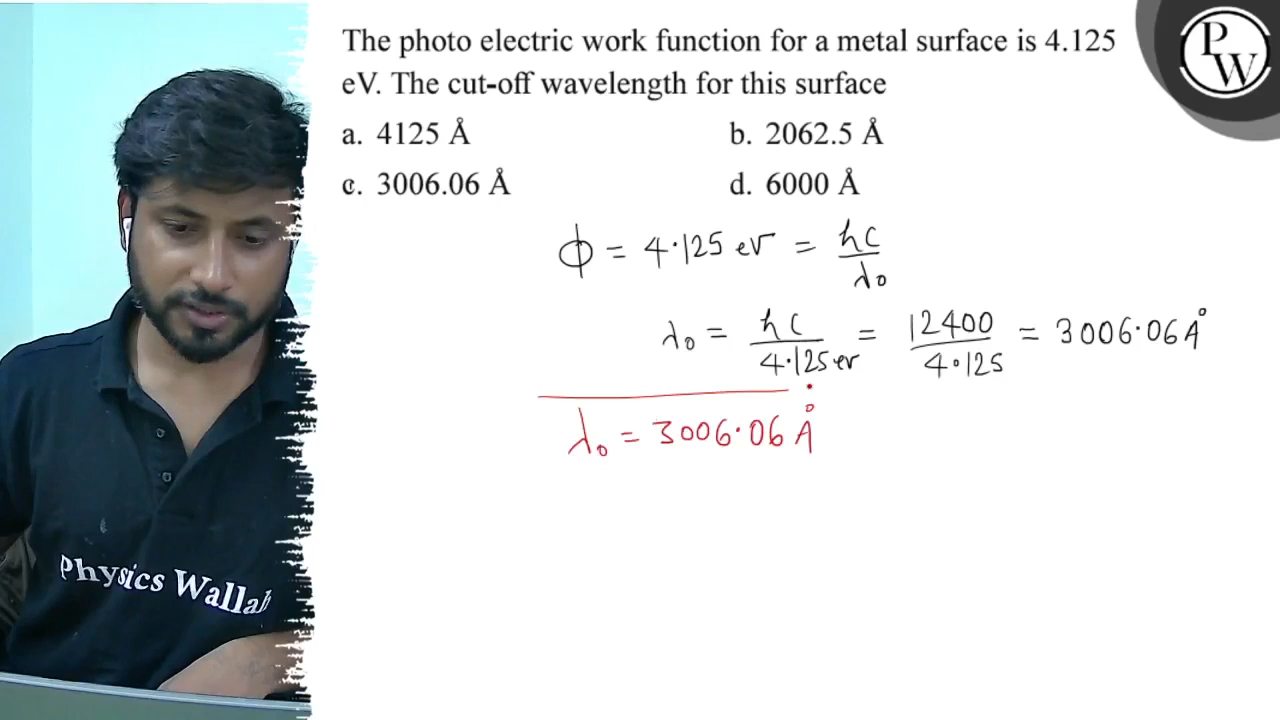 The photo electric work function for a metal surface is 4.125
eV. The cut-off wavelength for this surface
a. 4125 Å
b. 2062.5 Å
c. 3006.06 Å
d. 6000 Å
ϕ = 4.125 ev = hc/λ₀
λ₀ = hc/4.125ev = 12400/4.125 = 3006.06 Å
λ₀ = 3006.06 Å
PW
Physics Wallah